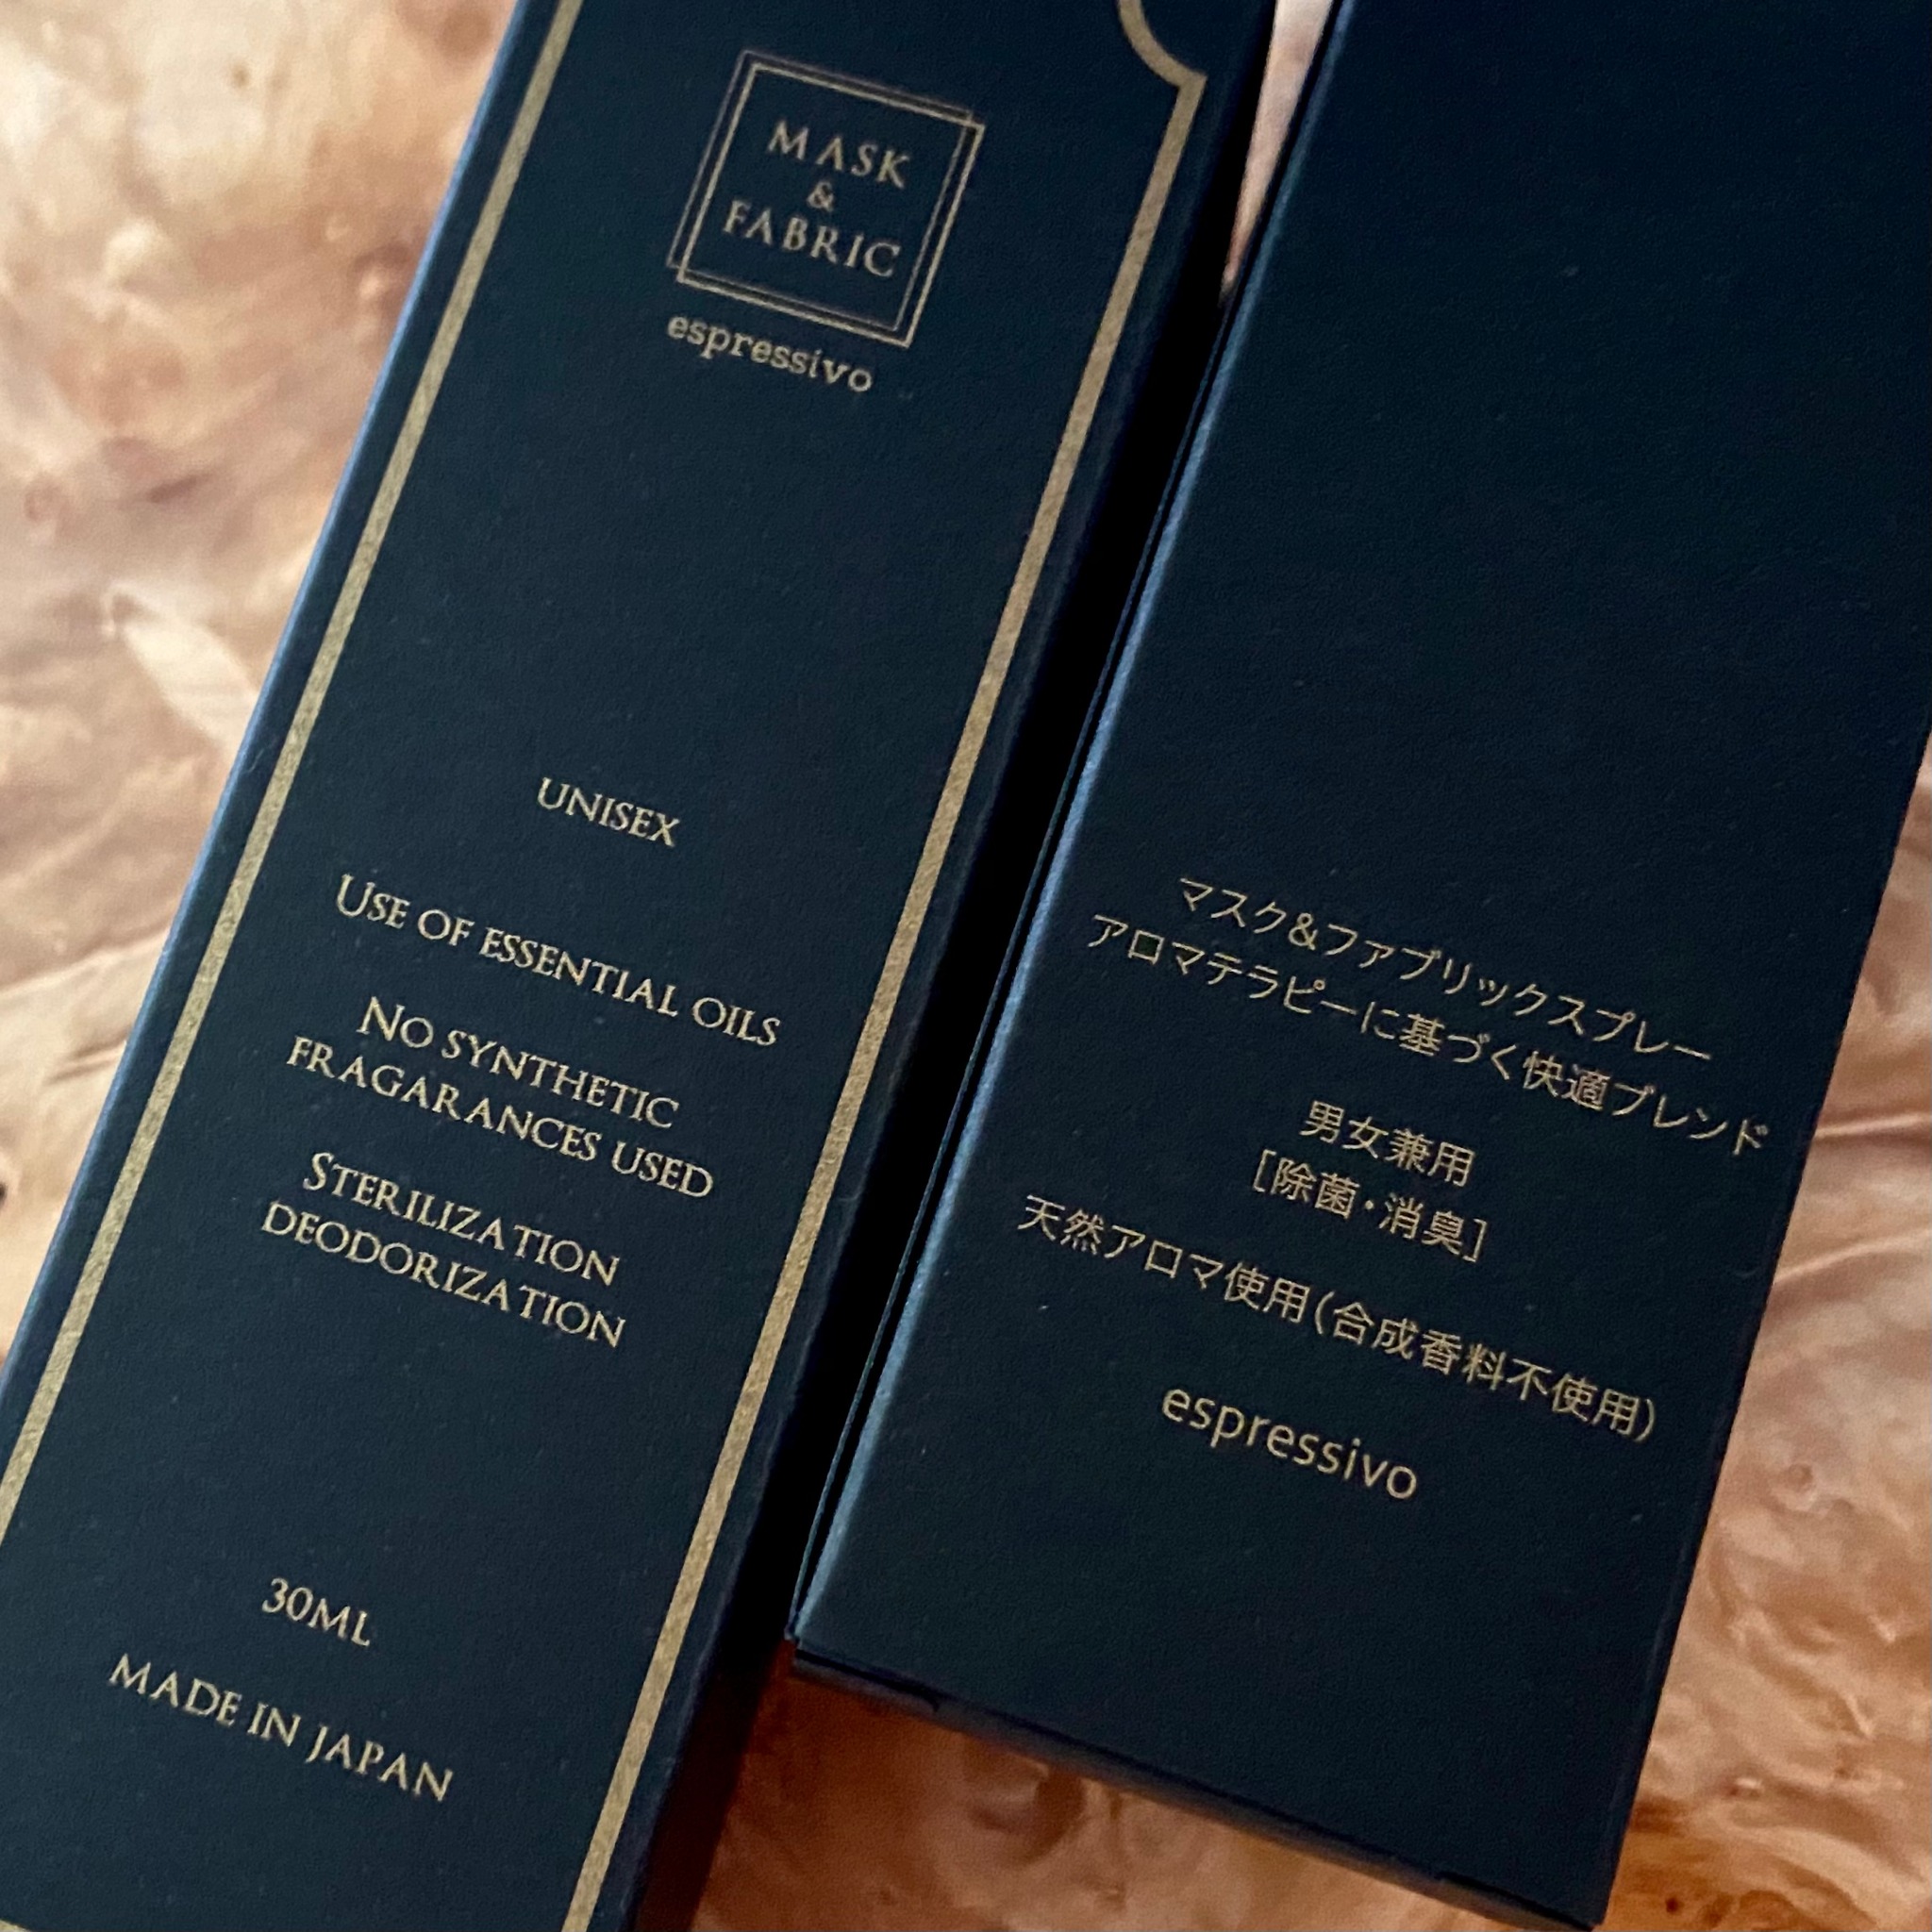 MASK
&
FABRIC
espressivo
UNISEX
USE OF ESSENTIAL OILS
NO SYNTHETIC
FRAGARANCES USED
STERILIZATION
DEODORIZATION
30ML
MADE IN JAPAN
マスク&ファブリックスプレー
アロマテラピーに基づく快適ブレンド
男女兼用
[除菌・消臭]
天然アロマ使用(合成香料不使用)
espressivo